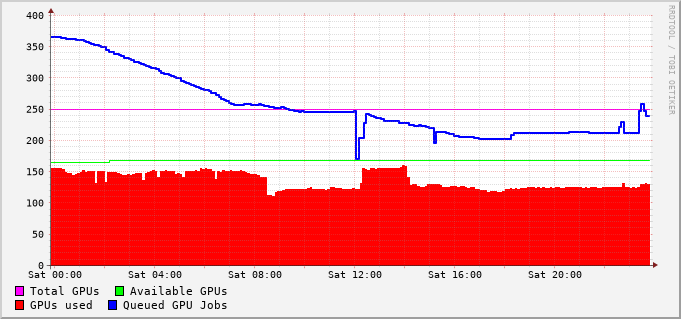 400
350
300
250
200
150
100
50
0
Sat 00:00 Sat 04:00 Sat 08:00 Sat 12:00 Sat 16:00 Sat 20:00
Total GPUs Available GPUs
GPUs used Queued GPU Jobs
RRDTOOL / TOBI OETIKER